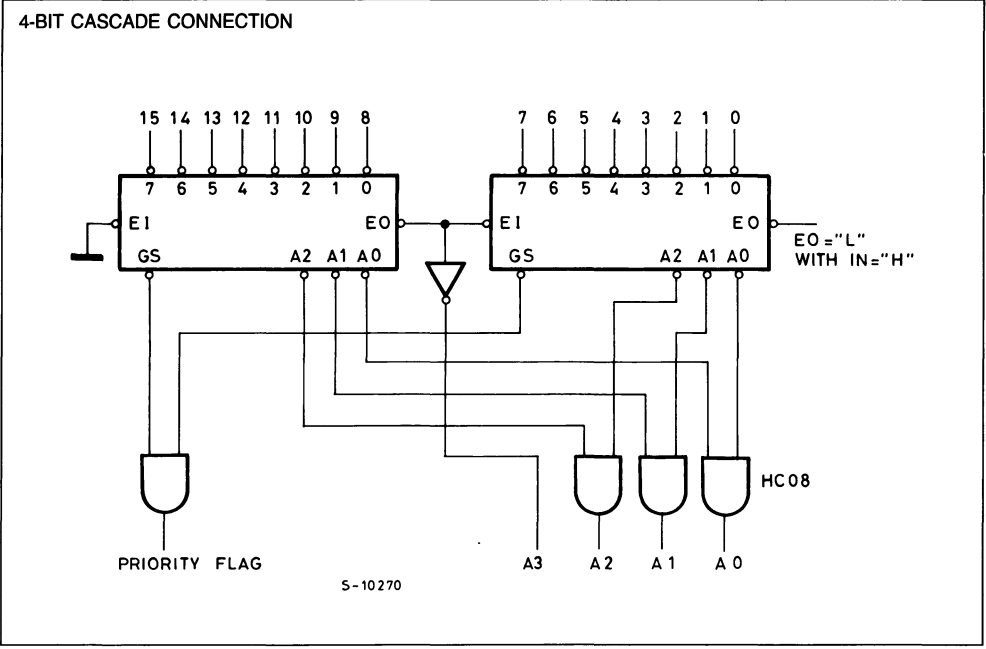 4-BIT CASCADE CONNECTION
15 14 13 12 11 10 9 8
7 6 5 4 3 2 1 0
7 6 5 4 3 2 1 0
7 6 5 4 3 2 1 0
EI EO
EI EO
GS A2 A1 A0
GS A2 A1 A0
EO="L"
WITH IN="H"
HC08
PRIORITY FLAG
A3 A2 A1 A0
S-10270